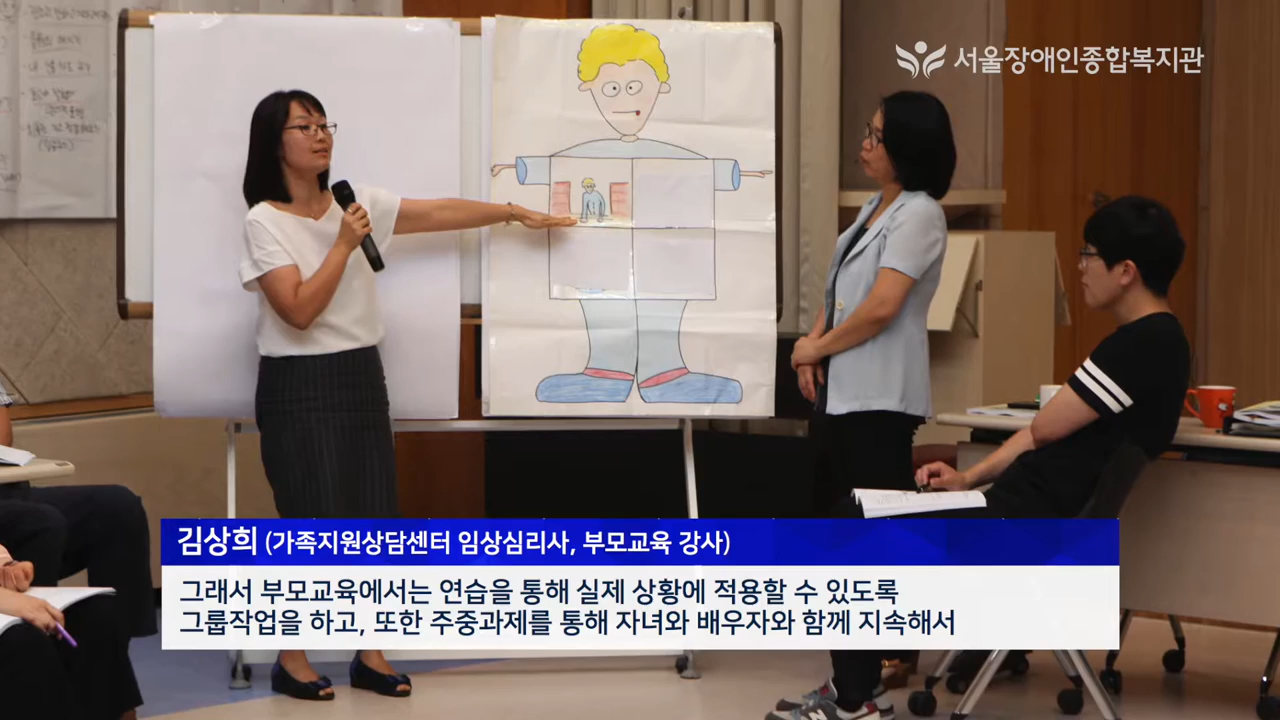 서울장애인종합복지관
김상희 (가족지원상담센터 임상심리사, 부모교육 강사)
그래서 부모교육에서는 연습을 통해 실제 상황에 적용할 수 있도록
그룹작업을 하고, 또한 주중과제를 통해 자녀와 배우자와 함께 지속해서